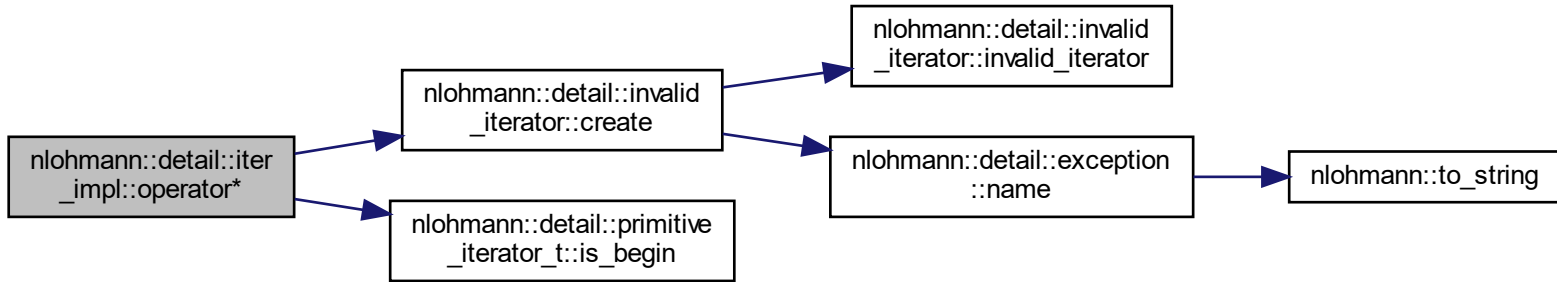 nlohmann::detail::iter
_impl::operator*
nlohmann::detail::invalid
_iterator::create
nlohmann::detail::invalid
_iterator::invalid_iterator
nlohmann::detail::exception
::name
nlohmann::to_string
nlohmann::detail::primitive
_iterator_t::is_begin